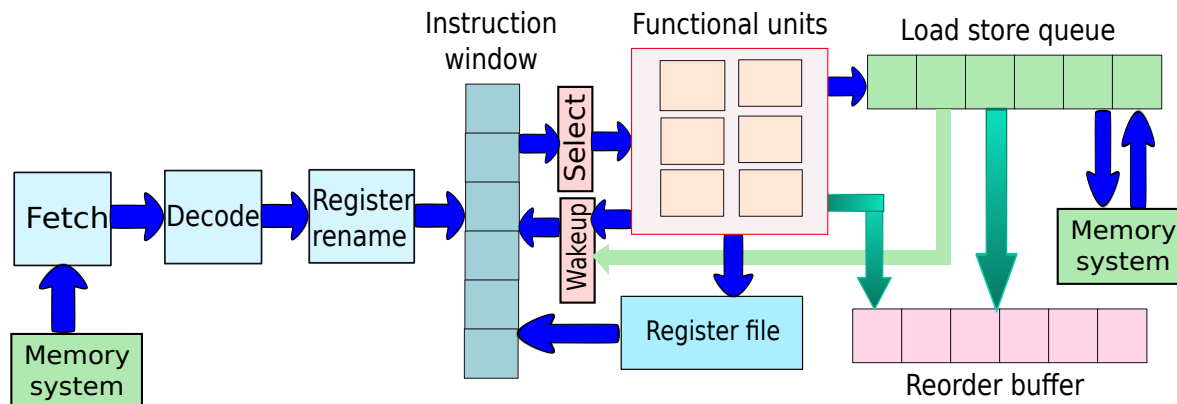 Instruction
window
Functional units
Load store queue
Select
Wakeup
Fetch
Decode
Register
rename
Memory
system
Register file
Memory
system
Reorder buffer